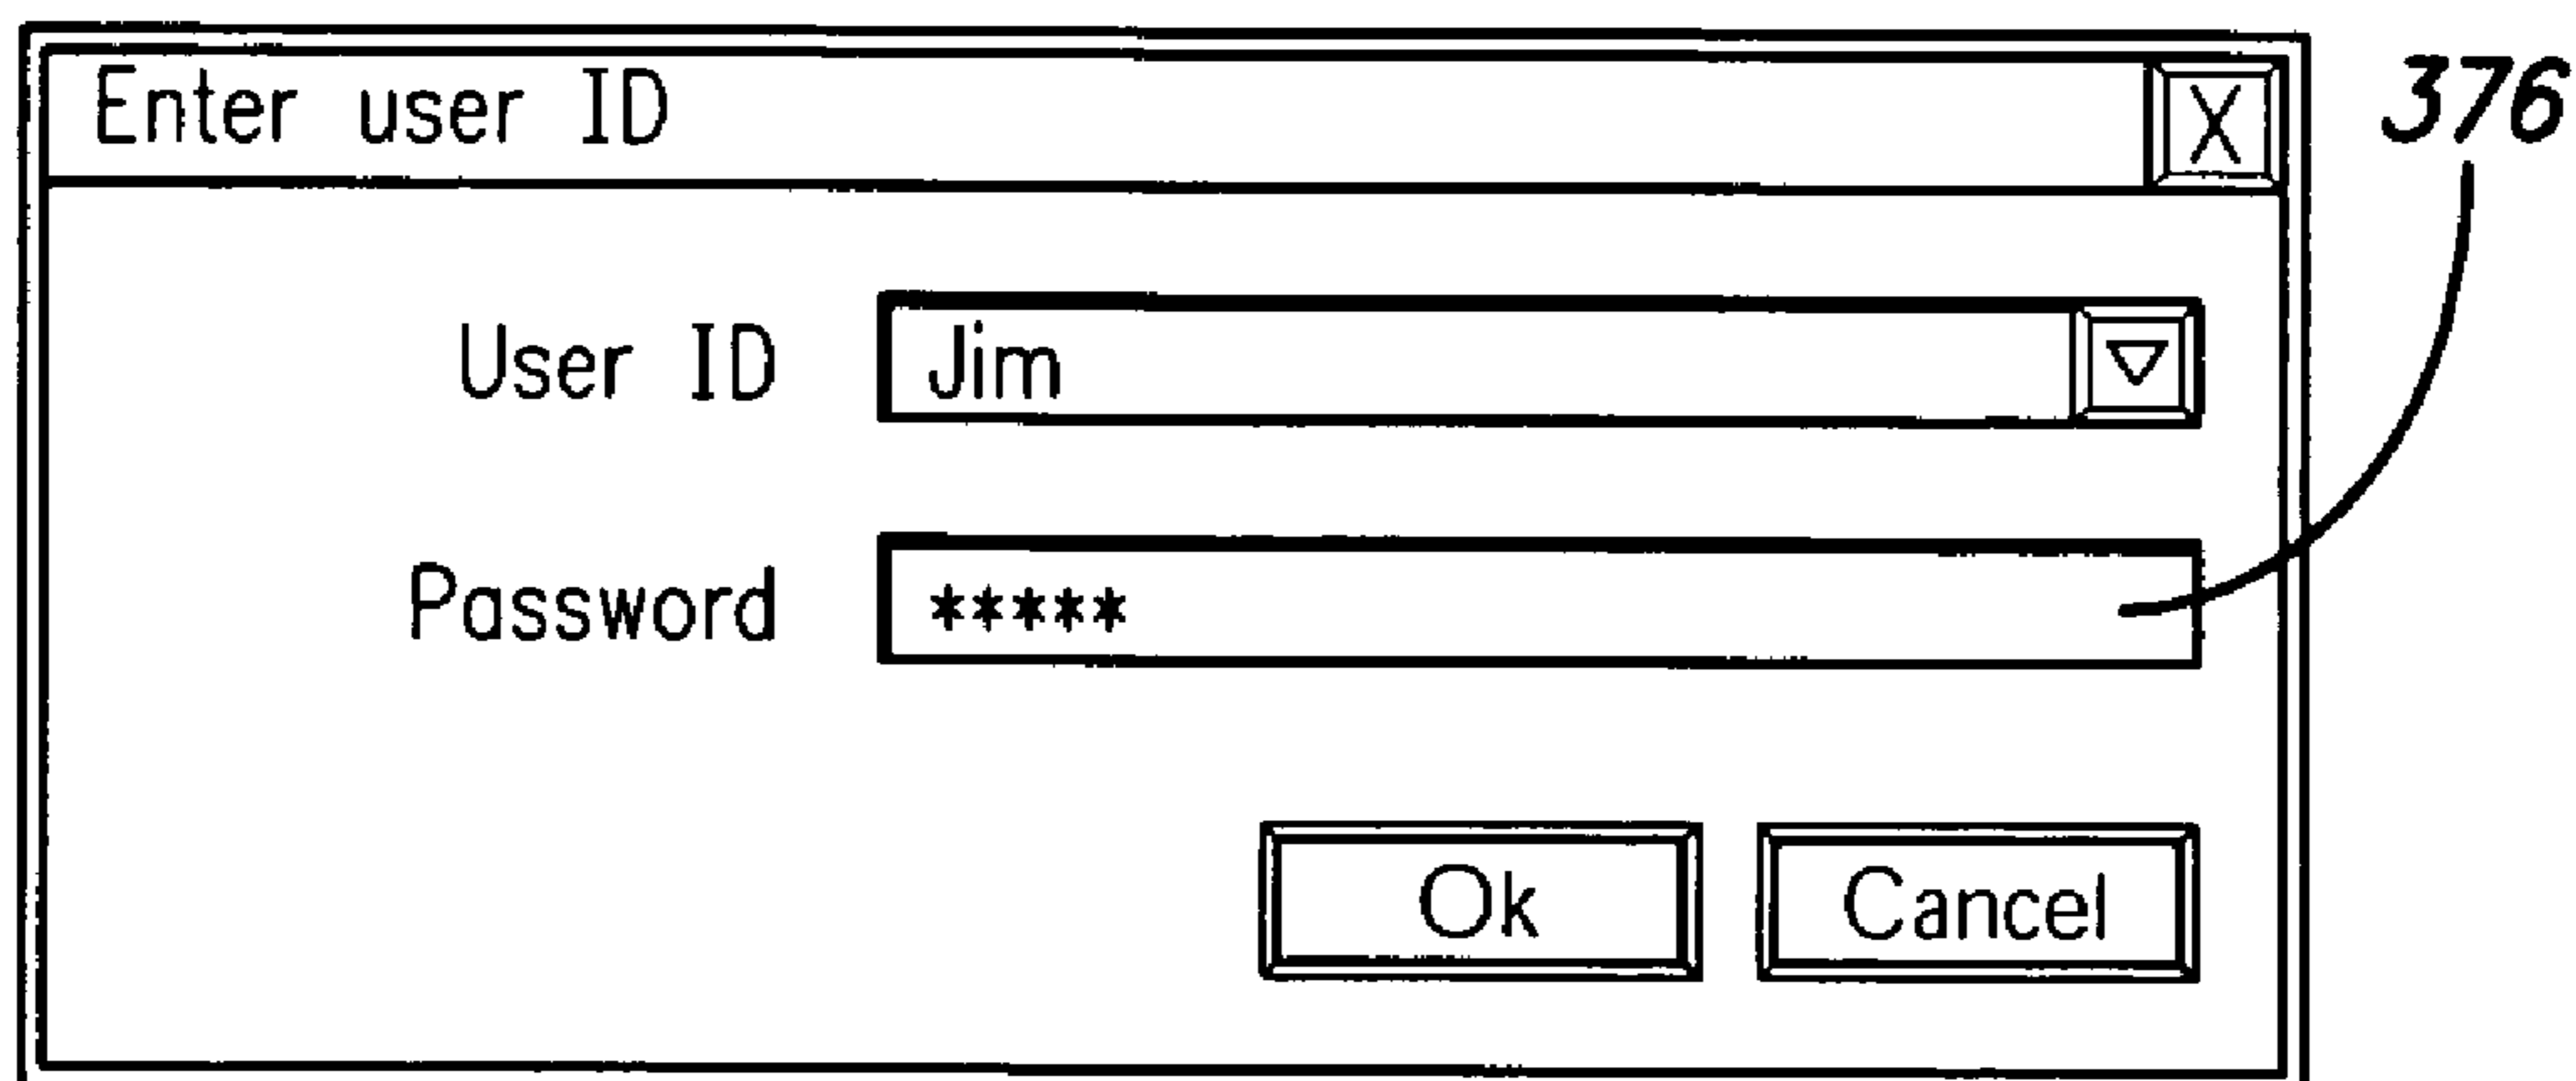 Enter user ID X 376
User ID Jim
Password *****
Ok Cancel